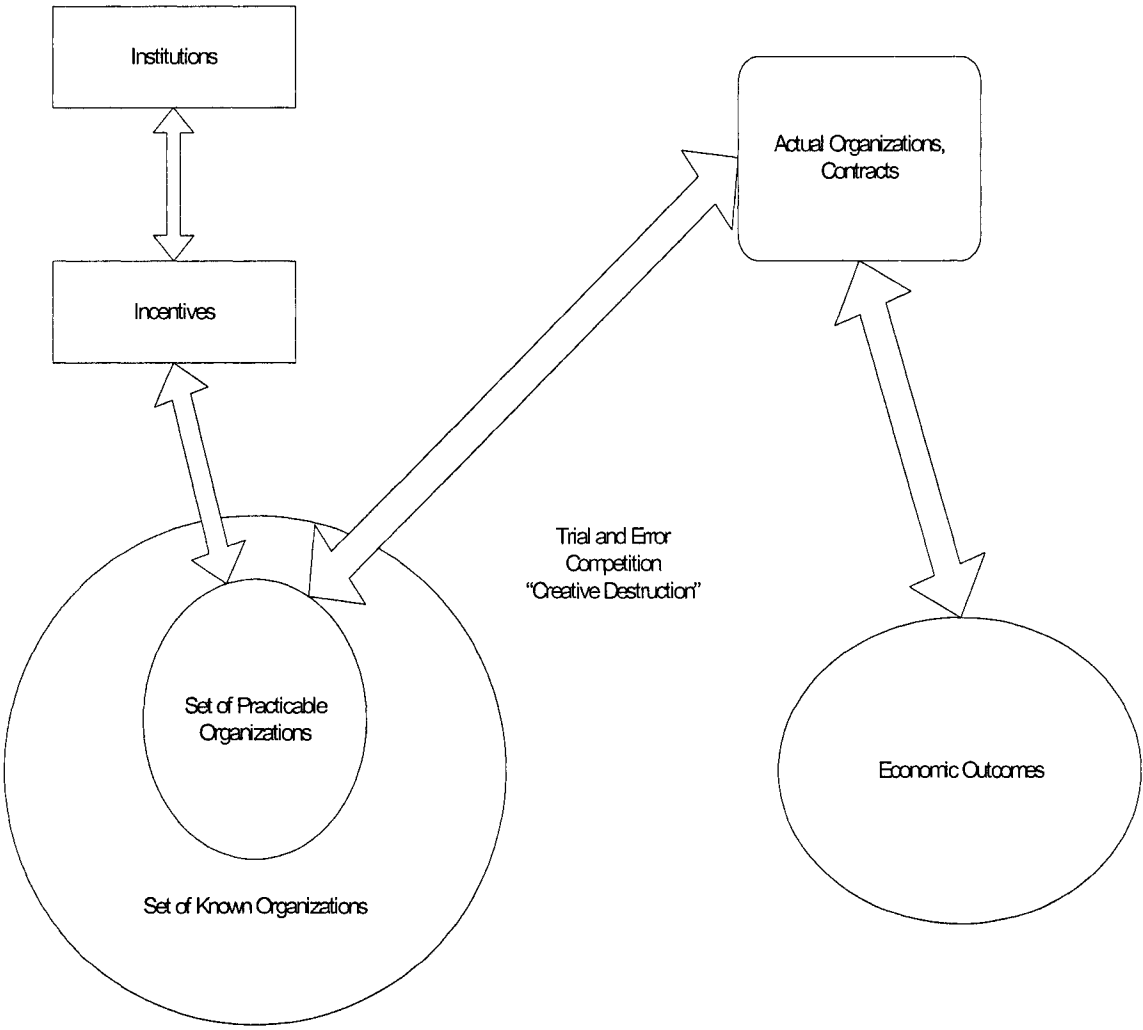 Institutions
Actual Organizations,
Contracts
Incentives
Trial and Error
Competition
“Creative Destruction”
Set of Practicable
Organizations
Economic Outcomes
Set of Known Organizations